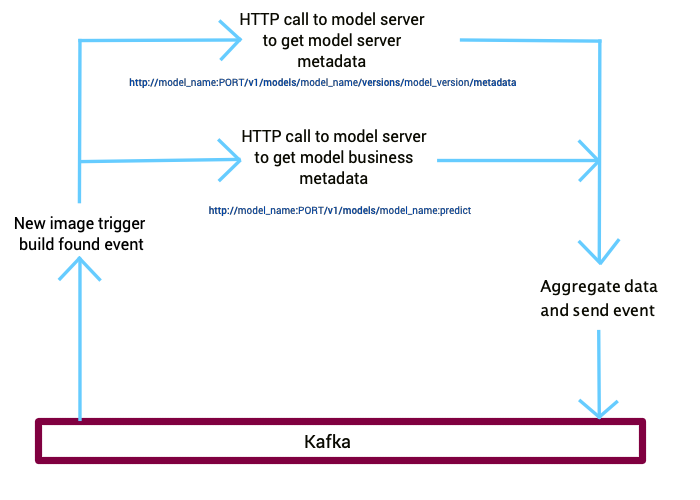 HTTP call to model server
to get model server
metadata
http://model_name:PORT/v1/models/model_name/versions/model_version/metadata
HTTP call to model server
to get model business
metadata
http://model_name:PORT/v1/models/model_name:predict
New image trigger
build found event
Aggregate data
and send event
Kafka